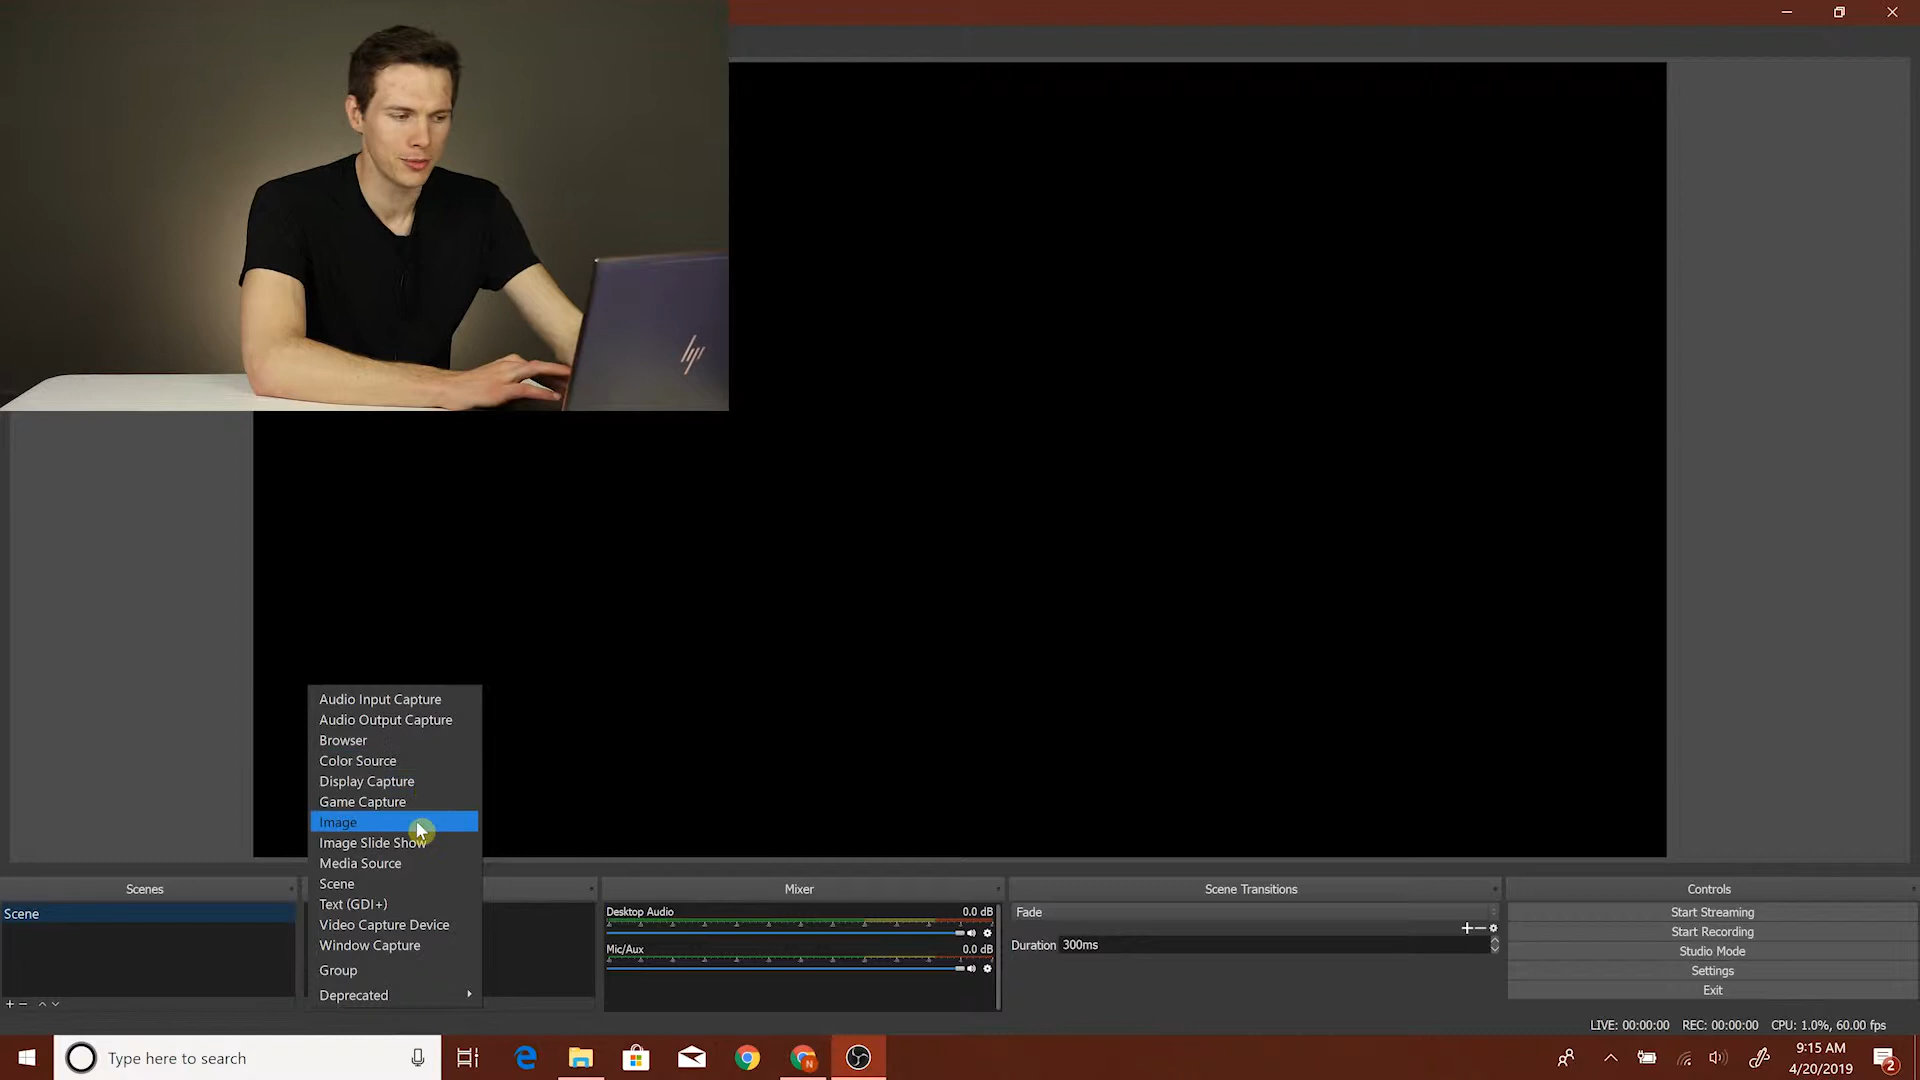 hp
Audio Input Capture
Audio Output Capture
Browser
Color Source
Display Capture
Game Capture
Image
Image Slide Show
Media Source
Scene
Text (GDI+)
Video Capture Device
Window Capture
Group
Deprecated
Scenes
Scene
Mixer
Desktop Audio 0.0 dB
Mic/Aux 0.0 dB
Scene Transitions
Fade
Duration 300ms
Controls
Start Streaming
Start Recording
Studio Mode
Settings
Exit
LIVE: 00:00:00 REC: 00:00:00 CPU: 1.0%, 60.00 fps
Type here to search
N
9:15 AM
4/20/2019
2